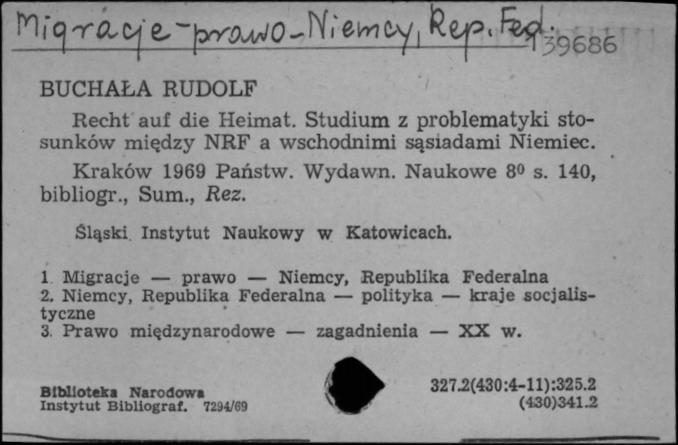 Migracje - prawo - Niemcy, Rep. Fed.
139686
BUCHAŁA RUDOLF
Recht auf die Heimat. Studium z problematyki sto-
sunków między NRF a wschodnimi sąsiadami Niemiec.
Kraków 1969 Państw. Wydawn. Naukowe 8⁰ s. 140,
bibliogr., Sum., Rez.
Śląski Instytut Naukowy w Katowicach.
1. Migracje — prawo — Niemcy, Republika Federalna
2. Niemcy, Republika Federalna — polityka — kraje socjalis-
tyczne
3. Prawo międzynarodowe — zagadnienia — XX w.
Biblioteka Narodowa
Instytut Bibliograf. 7294/69
327.2(430:4-11):325.2
(430)341.2